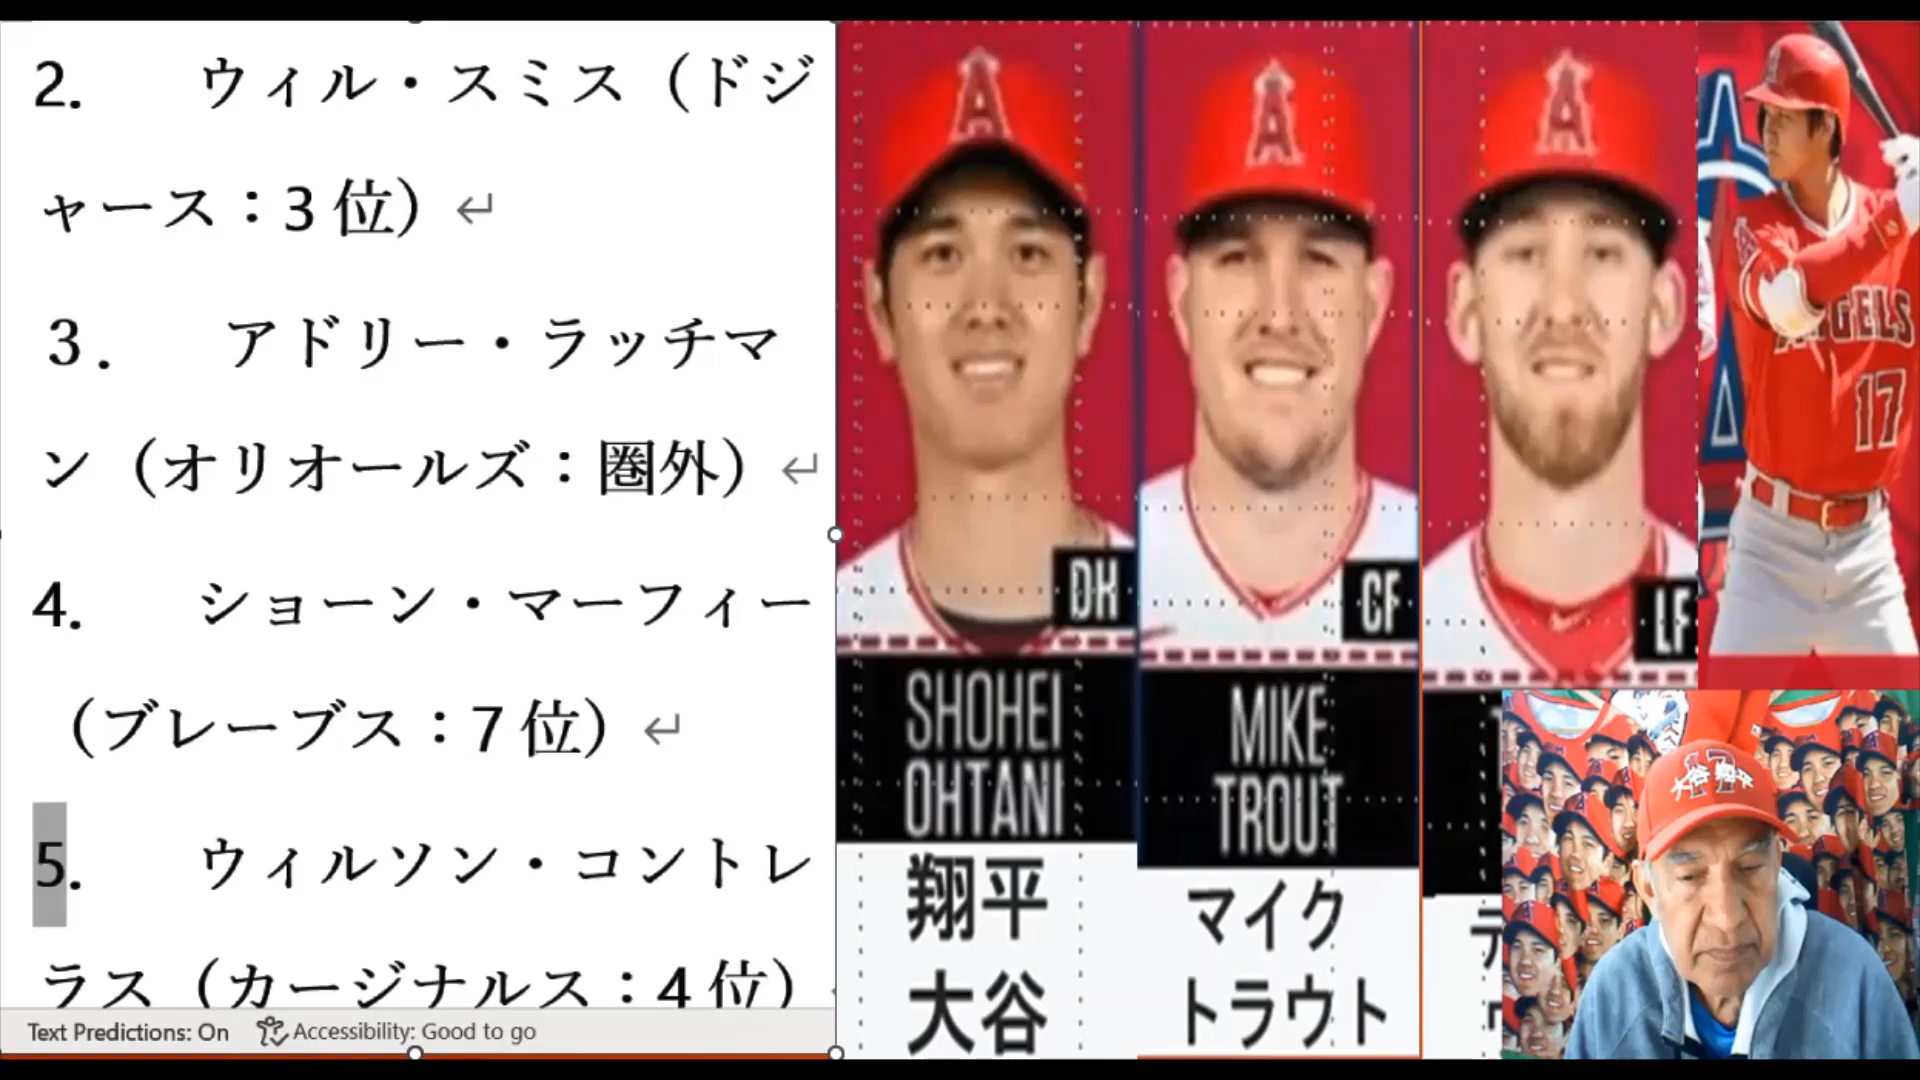 2. ウィル・スミス（ドジ
ャース：3 位）
３． アドリー・ラッチマ
ン（オリオールズ：圏外）
4. ショーン・マーフィー
（ブレーブス：7 位）
5. ウィルソン・コントレ
ラス（カージナルス：4 位）
Text Predictions: On Accessibility: Good to go
A
DH
SHOHEI
OHTANI
翔平
大谷
A
CF
MIKE
TROUT
マイク
トラウト
A
LF
ANGELS
17
17
大谷翔平